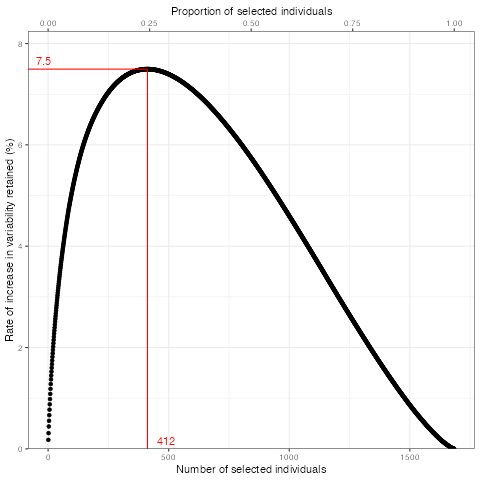 Proportion of selected individuals
0.00 0.25 0.50 0.75 1.00
8
7.5
6
4
2
0
Rate of increase in variability retained (%)
412
0 500 1000 1500
Number of selected individuals